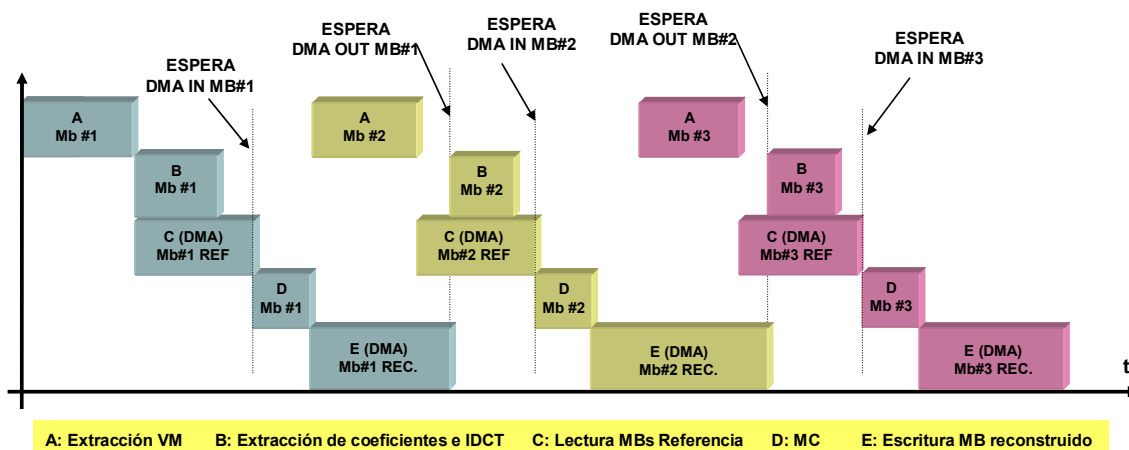 ESPERA
DMA IN MB#1
ESPERA
DMA OUT MB#1
ESPERA
DMA IN MB#2
ESPERA
DMA OUT MB#2
ESPERA
DMA IN MB#3
A
Mb #1
A
Mb #2
A
Mb #3
B
Mb #1
B
Mb #2
B
Mb #3
C (DMA)
Mb#1 REF
C (DMA)
Mb#2 REF
C (DMA)
Mb#3 REF
D
Mb #1
D
Mb #2
D
Mb #3
E (DMA)
Mb#1 REC.
E (DMA)
Mb#2 REC.
E (DMA)
Mb#3 REC.
t
A: Extracción VM B: Extracción de coeficientes e IDCT C: Lectura MBs Referencia D: MC E: Escritura MB reconstruido